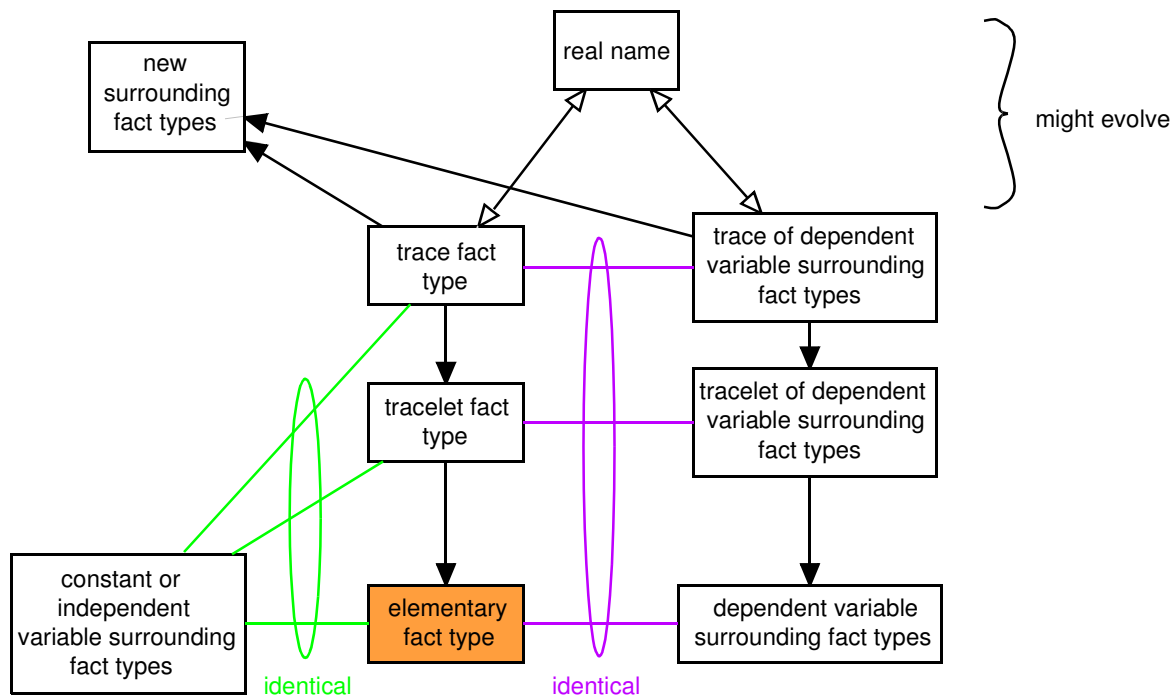 real name
new
surrounding
fact types
might evolve
trace fact
type
trace of dependent
variable surrounding
fact types
tracelet fact
type
tracelet of dependent
variable surrounding
fact types
constant or
independent
variable surrounding
fact types
elementary
fact type
dependent variable
surrounding fact types
identical
identical